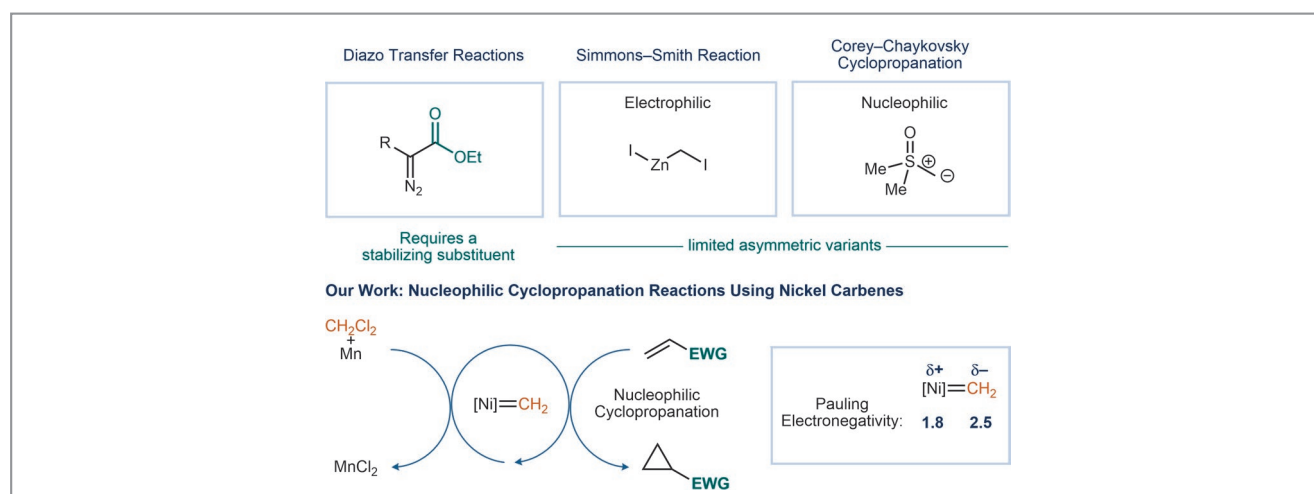 Diazo Transfer Reactions
Simmons–Smith Reaction
Corey–Chaykovsky
Cyclopropanation
R
O
OEt
N₂
Electrophilic
I
Zn
I
Nucleophilic
O
Me
S
⊕
⊖
Me
Requires a
stabilizing substituent
limited asymmetric variants
Our Work: Nucleophilic Cyclopropanation Reactions Using Nickel Carbenes
CH₂Cl₂
+
Mn
MnCl₂
[Ni]=CH₂
EWG
Nucleophilic
Cyclopropanation
EWG
Pauling
Electronegativity:
δ+ δ–
[Ni]=CH₂
1.8 2.5